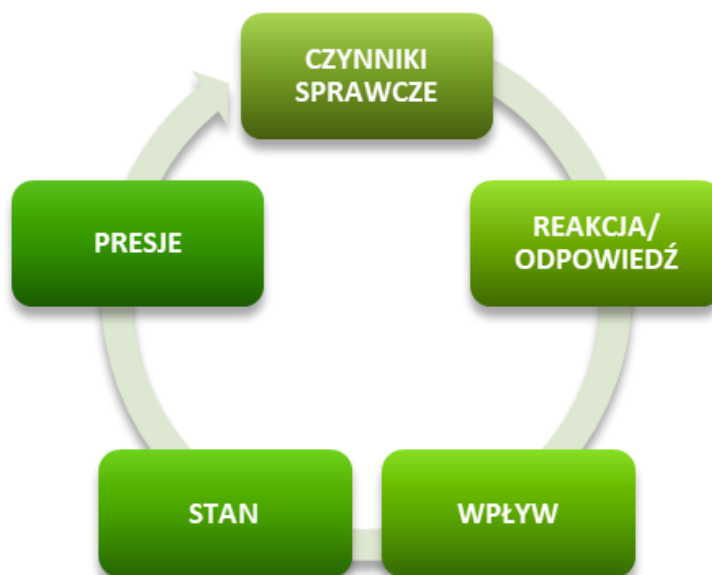 CZYNNIKI
SPRAWCZE
PRESJE
REAKCJA/
ODPOWIEDŹ
STAN
WPŁYW